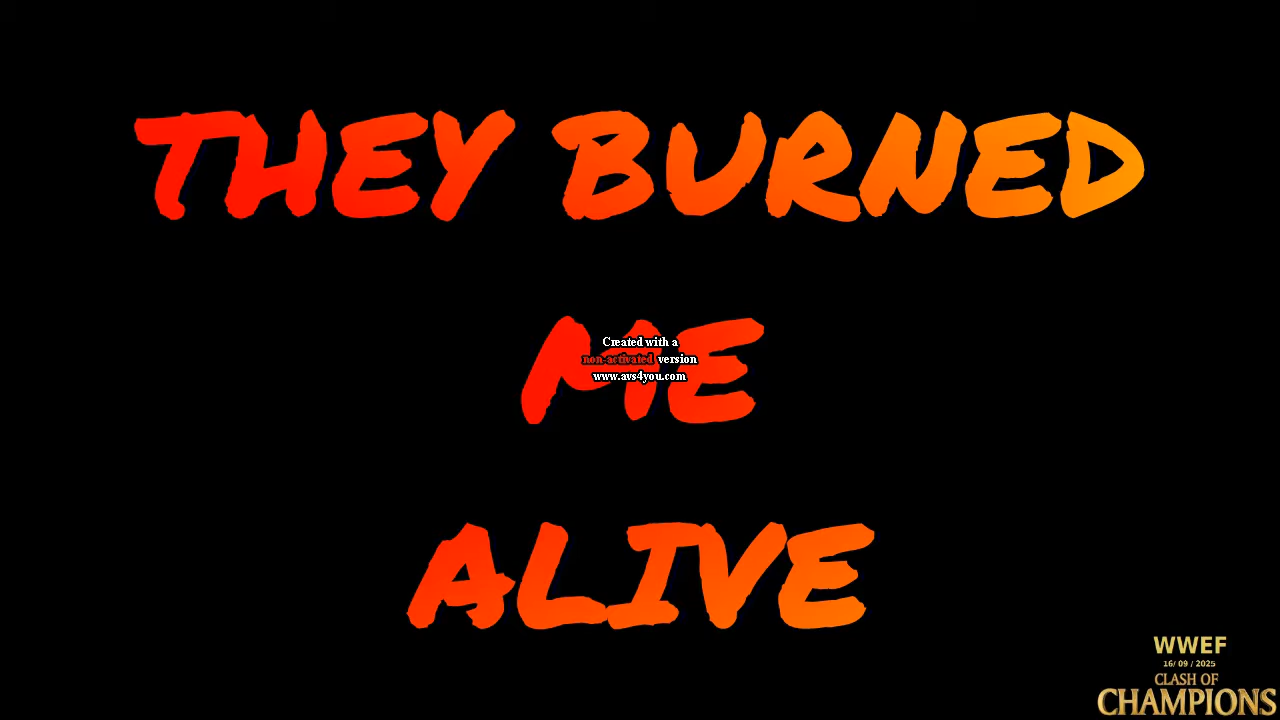 THEY BURNED
ME
Created with a
non-activated version
www.avs4you.com
ALIVE
WWEF
16/ 09 / 2025
CLASH OF
CHAMPIONS